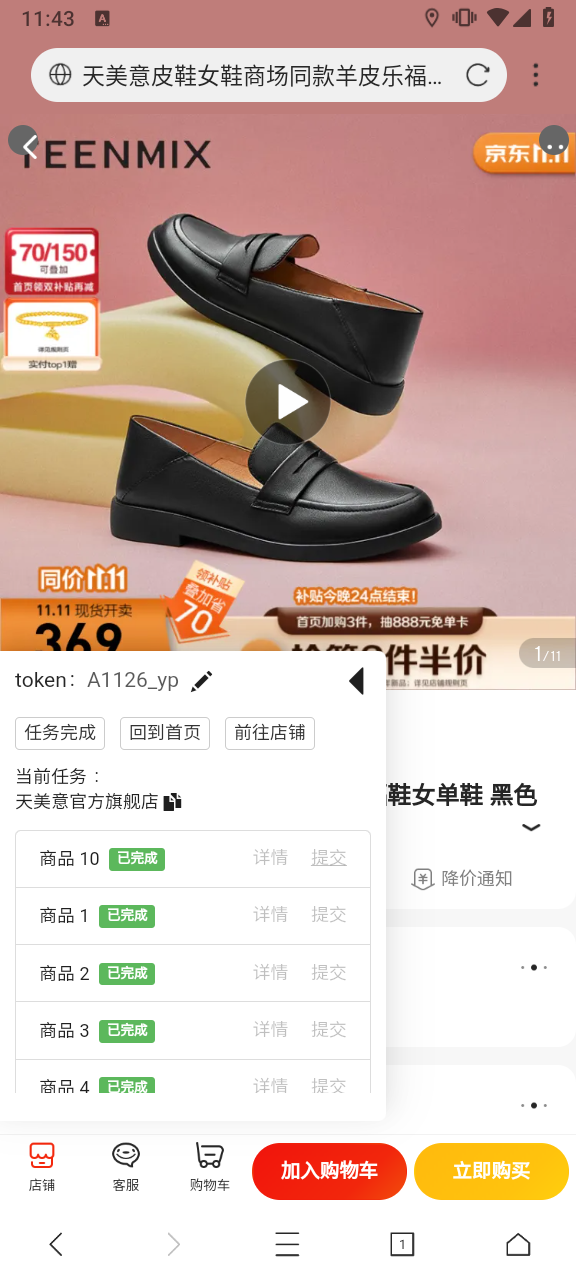 11:43
天美意皮鞋女鞋商场同款羊皮乐福...
TEENMIX
京东11.11
70/150
可叠加
首页领双补贴再减
详见规则页
实付top1赠
同价11.11
领补贴
叠加省
70
11.11 现货开卖
369
补贴今晚24点结束！
首页加购3件，抽888元免单卡
件半价
1/11
token： A1126_yp
任务完成
回到首页
前往店铺
当前任务：
天美意官方旗舰店
鞋女单鞋 黑色
降价通知
商品 10 已完成 详情 提交
商品 1 已完成 详情 提交
商品 2 已完成 详情 提交
商品 3 已完成 详情 提交
商品 4 已完成 详情 提交
店铺
客服
购物车
加入购物车
立即购买
1